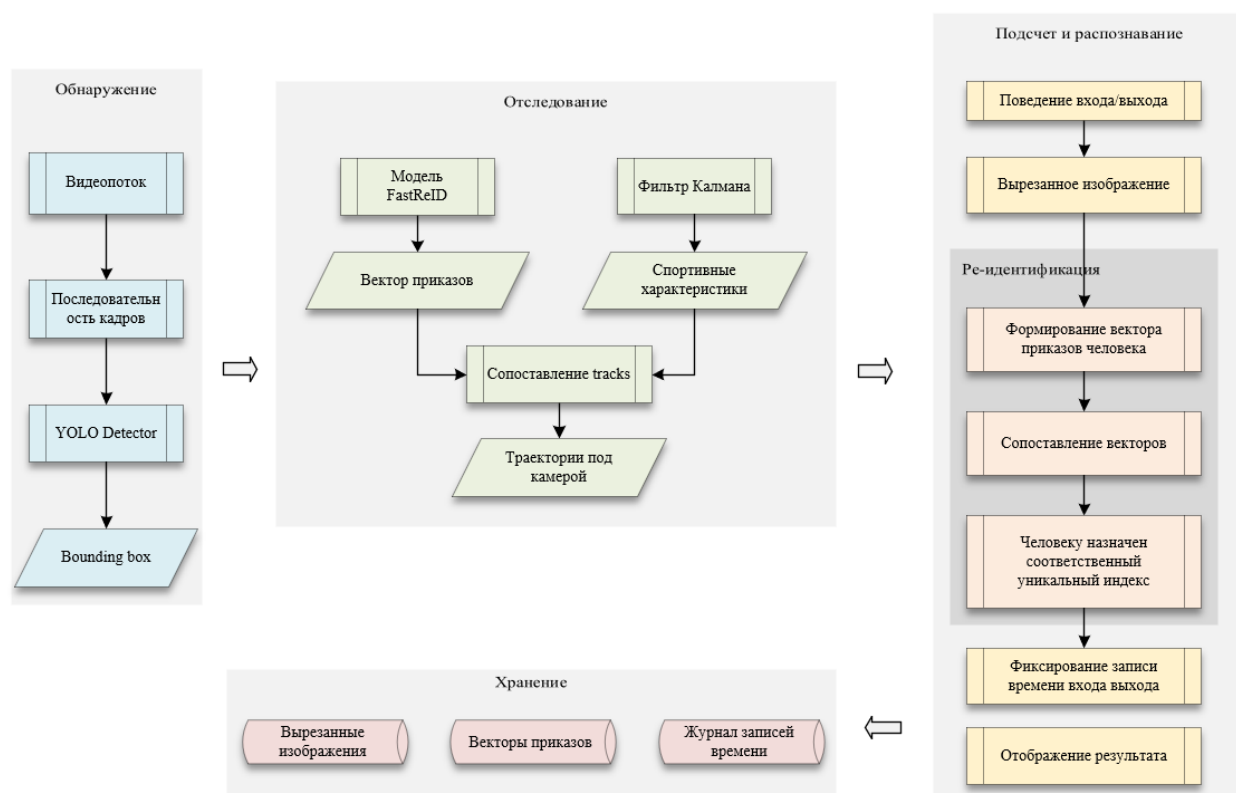 Обнаружение
Видеопоток
Последовательн
ость кадров
YOLO Detector
Bounding box
Отследование
Модель
FastReID
Фильтр Калмана
Вектор приказов
Спортивные
характеристики
Сопоставление tracks
Траектории под
камерой
Подсчет и распознавание
Поведение входа/выхода
Вырезанное изображение
Ре-идентификация
Формирование вектора
приказов человека
Сопоставление векторов
Человеку назначен
соответственный
уникальный индекс
Фиксирование записи
времени входа выхода
Отображение результата
Хранение
Вырезанные
изображения
Векторы приказов
Журнал записей
времени